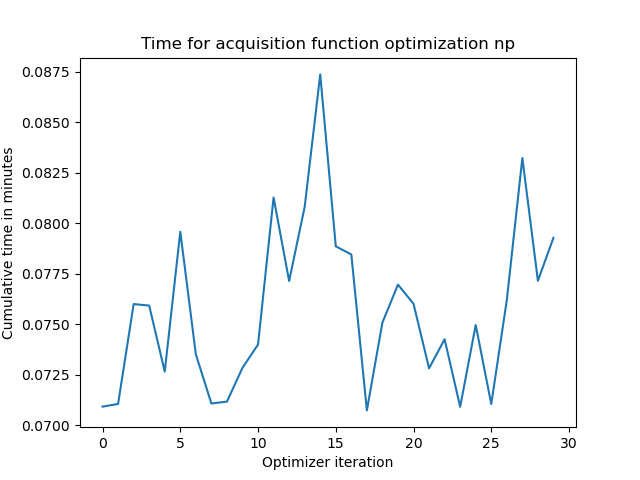 Time for acquisition function optimization np
Cumulative time in minutes
0.0875
0.0850
0.0825
0.0800
0.0775
0.0750
0.0725
0.0700
0 5 10 15 20 25 30
Optimizer iteration